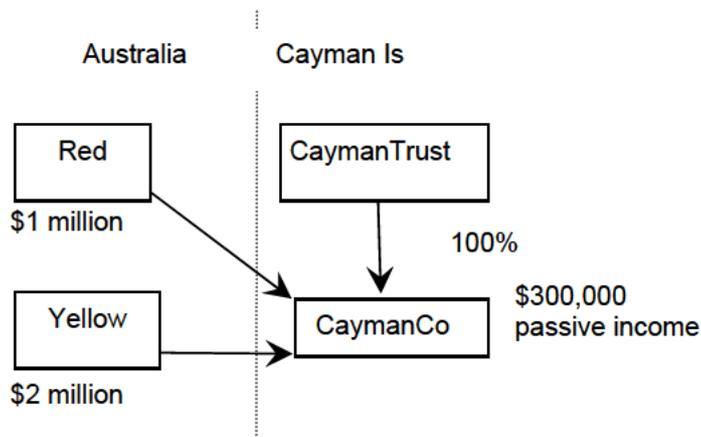 Australia
Cayman Is
Red
CaymanTrust
$1 million
100%
Yellow
CaymanCo
$300,000
passive income
$2 million